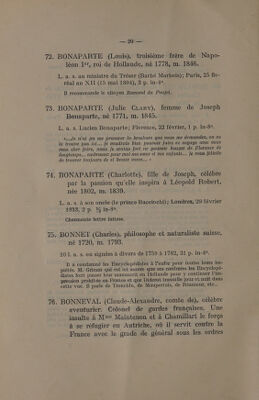 — 20 —
72. BONAPARTE (Louis), troisième frère de Napo-
léon Ier, roi de Hollande, né 1778, m. 1846.
L. a. s. au ministre du Trésor (Barbé Marbois); Paris, 25 flo-
réal an XII (15 mai 1804), 2 p. in-4°.
Il recommande le citoyen
73. BONAPARTE (Julie CLARY), femme de Joseph
Bonaparte, né 1771, m. 1845.
L. a. s. Lucien Bonaparte; Florence, 22 février, 1 p. in-8°.
74. BONAPARTE (Charlotte), fille de Joseph, célèbre
par la passion qu'elle inspira à Léopold Robert,
née 1802, m. 1839.
L. a. s. à son oncle (le prince Bacciochi); Londres, 29 février
1833, 2 p. ½ in-8°.
Charmante lettre intime.
75. BONNET (Charles), philosophe et naturaliste suisse,
né 1720, m. 1793.
10 l. a. s. ou signées à divers de 1759 à 1782, 21 p. in-4°.
76. BONNEVAL (Claude-Alexandre, comte de), célèbre
aventurier. Colonel de gardes françaises. Une
insulte à Mme Maintenon et à Chamillart le força
à se réfugier en Autriche, où il servit contre la
France avec le grade de général sous les ordres